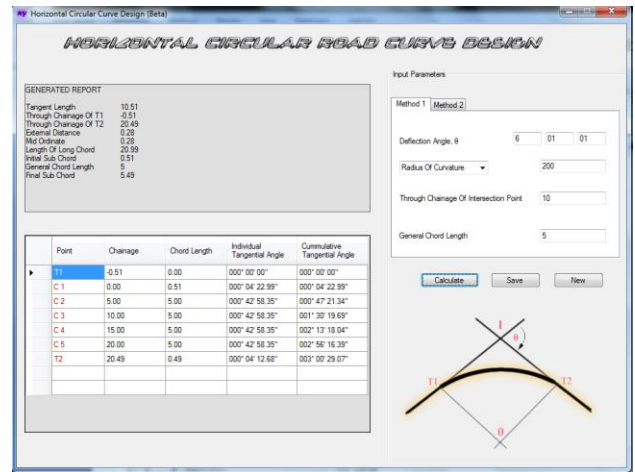 Horizontal Circular Curve Design (Beta)
HORIZONTAL CIRCULAR ROAD CURVE DESIGN
GENERATED REPORT
Tangent Length 10.51
Through Chainage Of T1 -0.51
Through Chainage Of T2 20.49
External Distance 0.28
Mid Ordinate 0.28
Length Of Long Chord 20.99
Initial Sub Chord 0.51
General Chord Length 5
Final Sub Chord 5.49
Input Parameters
Method 1 Method 2
Deflection Angle, θ 6 01 01
Radius Of Curvature 200
Through Chainage Of Intersection Point 10
General Chord Length 5
Calculate Save New
Point Chainage Chord Length Individual Tangential Angle Cummulative Tangential Angle
T1 -0.51 0.00 000° 00' 00" 000° 00' 00"
C 1 0.00 0.51 000° 04' 22.99" 000° 04' 22.99"
C 2 5.00 5.00 000° 42' 58.35" 000° 47' 21.34"
C 3 10.00 5.00 000° 42' 58.35" 001° 30' 19.69"
C 4 15.00 5.00 000° 42' 58.35" 002° 13' 18.04"
C 5 20.00 5.00 000° 42' 58.35" 002° 56' 16.39"
T2 20.49 0.49 000° 04' 12.68" 003° 00' 29.07"
I
θ
T1 T2
θ